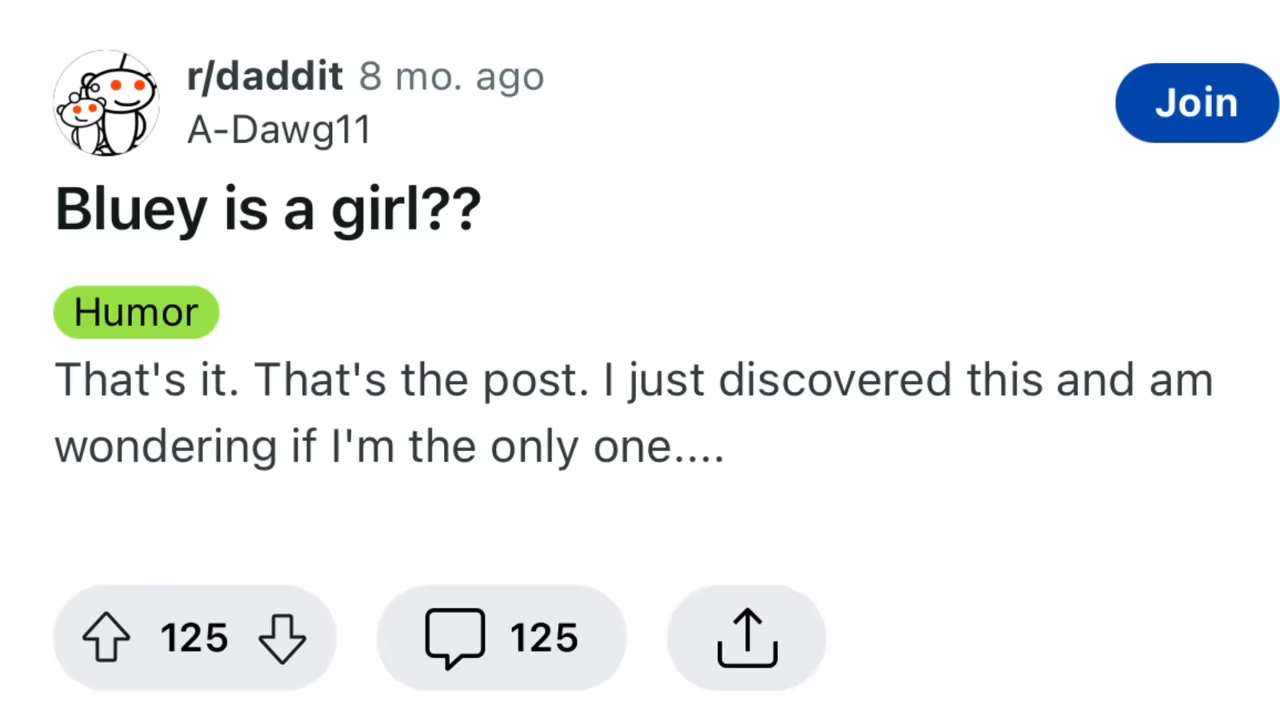 r/daddit 8 mo. ago
A-Dawg11
Join
Bluey is a girl??
Humor
That's it. That's the post. I just discovered this and am
wondering if I'm the only one....
125
125